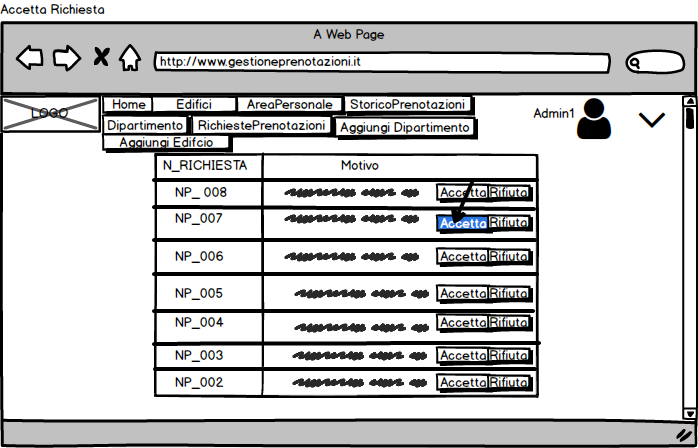 Accetta Richiesta
A Web Page
http://www.gestioneprenotazioni.it
LOGO
Home Edifici AreaPersonale StoricoPrenotazioni
Admin1
Dipartimento RichiestePrenotazioni Aggiungi Dipartimento
Aggiungi Edifcio
N_RICHIESTA Motivo
NP_ 008 Accetta Rifiuta
NP_007 Accetta Rifiuta
NP_006 Accetta Rifiuta
NP_005 Accetta Rifiuta
NP_004 Accetta Rifiuta
NP_003 Accetta Rifiuta
NP_002 Accetta Rifiuta